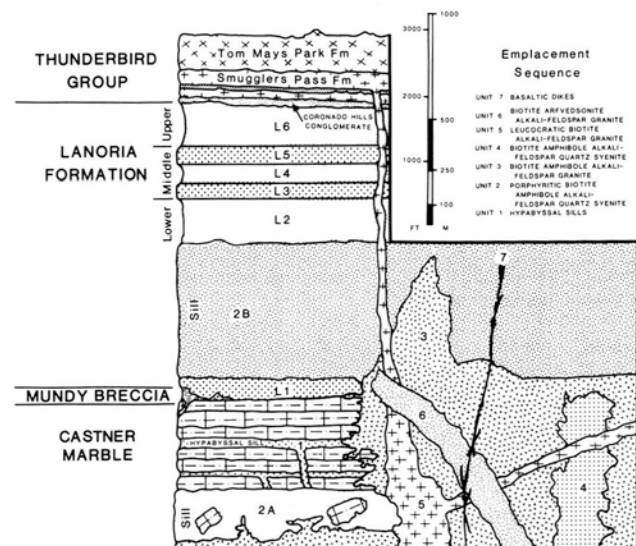 THUNDERBIRD
GROUP
Tom Mays Park Fm
Smugglers Pass Fm
CORONADO HILLS
CONGLOMERATE
LANORIA
FORMATION
Upper
Middle
Lower
L6
L5
L4
L3
L2
Sill
2B
L1
MUNDY BRECCIA
CASTNER
MARBLE
HYPABYSSAL SILL
Sill
2A
3000
2000
1000
FT
1000
500
250
100
M
Emplacement
Sequence
UNIT 7 BASALTIC DIKES
UNIT 6 BIOTITE ARFVEDSONITE
ALKALI-FELDSPAR GRANITE
UNIT 5 LEUCOCRATIC BIOTITE
ALKALI-FELDSPAR GRANITE
UNIT 4 BIOTITE AMPHIBOLE ALKALI-
FELDSPAR QUARTZ SYENITE
UNIT 3 BIOTITE AMPHIBOLE ALKALI-
FELDSPAR GRANITE
UNIT 2 PORPHYRITIC BIOTITE
AMPHIBOLE ALKALI-
FELDSPAR QUARTZ SYENITE
UNIT 1 HYPABYSSAL SILLS
7
3
6
5
4